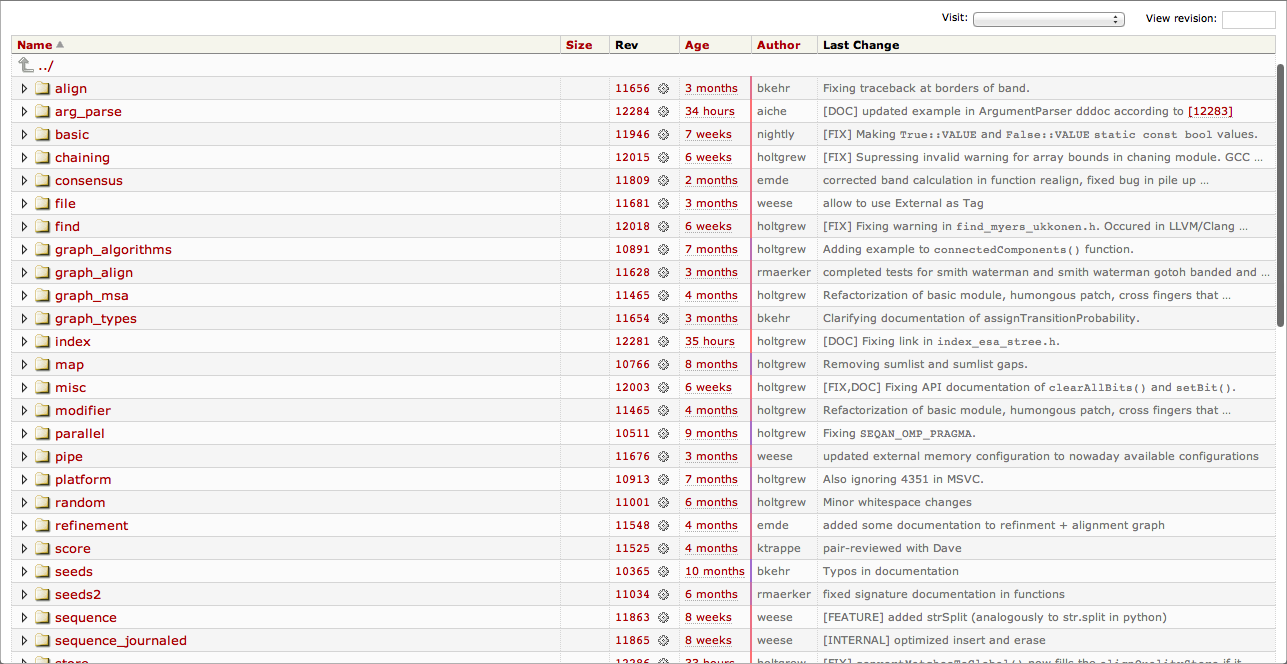 Visit: View revision:
Name Size Rev Age Author Last Change
../
align 11656 3 months bkehr Fixing traceback at borders of band.
arg_parse 12284 34 hours aiche [DOC] updated example in ArgumentParser dddoc according to [12283]
basic 11946 7 weeks nightly [FIX] Making True::VALUE and False::VALUE static const bool values.
chaining 12015 6 weeks holtgrew [FIX] Supressing invalid warning for array bounds in chaning module. GCC ...
consensus 11809 2 months emde corrected band calculation in function realign, fixed bug in pile up ...
file 11681 3 months weese allow to use External as Tag
find 12018 6 weeks holtgrew [FIX] Fixing warning in find_myers_ukkonen.h. Occured in LLVM/Clang ...
graph_algorithms 10891 7 months holtgrew Adding example to connectedComponents() function.
graph_align 11628 3 months rmaerker completed tests for smith waterman and smith waterman gotoh banded and ...
graph_msa 11465 4 months holtgrew Refactorization of basic module, humongous patch, cross fingers that ...
graph_types 11654 3 months bkehr Clarifying documentation of assignTransitionProbability.
index 12281 35 hours holtgrew [DOC] Fixing link in index_esa_stree.h.
map 10766 8 months holtgrew Removing sumlist and sumlist gaps.
misc 12003 6 weeks holtgrew [FIX,DOC] Fixing API documentation of clearAllBits() and setBit().
modifier 11465 4 months holtgrew Refactorization of basic module, humongous patch, cross fingers that ...
parallel 10511 9 months holtgrew Fixing SEQAN_OMP_PRAGMA.
pipe 11676 3 months weese updated external memory configuration to nowaday available configurations
platform 10913 7 months holtgrew Also ignoring 4351 in MSVC.
random 11001 6 months holtgrew Minor whitespace changes
refinement 11548 4 months emde added some documentation to refinment + alignment graph
score 11525 4 months ktrappe pair-reviewed with Dave
seeds 10365 10 months bkehr Typos in documentation
seeds2 11034 6 months rmaerker fixed signature documentation in functions
sequence 11863 8 weeks weese [FEATURE] added strSplit (analogously to str.split in python)
sequence_journaled 11865 8 weeks weese [INTERNAL] optimized insert and erase
store 12286 33 hours holtgrew [FIX] now fills the if it